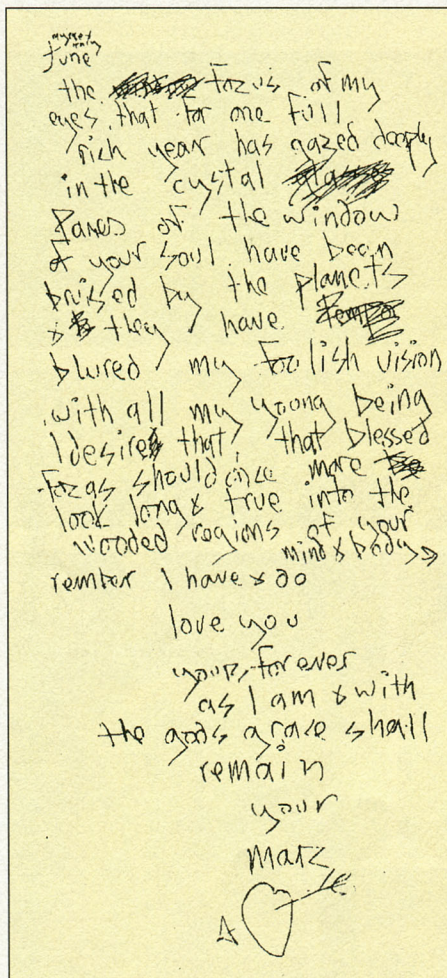 June
the fozus of my
eyes that for one full
rich year has gazed deeply
in the cystal
panes of the window
of your soul have been
bruised by the planets
& they have
blured my foolish vision
with all my young being
I desire that, that blessed
fozas should once more
look long & true into the
wooded regions of your
mind & body
rember I have & do
love you
yours forever
as I am & with
the gods grace shall
remain
your
Marc